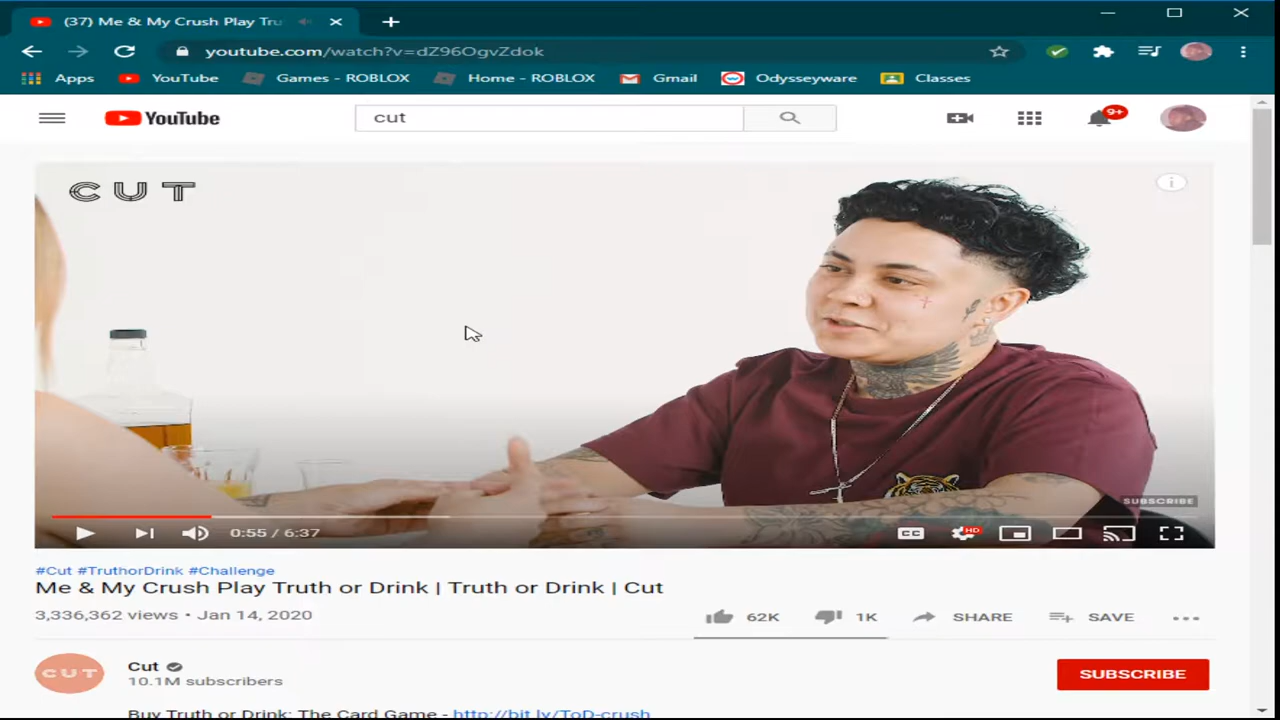 (37) Me & My Crush Play Tru
youtube.com/watch?v=dZ96OgvZdok
Apps YouTube Games - ROBLOX Home - ROBLOX Gmail Odysseyware Classes
YouTube cut 9+
CUT
SUBSCRIBE
0:55 / 6:37 CC HD
#Cut #TruthorDrink #Challenge
Me & My Crush Play Truth or Drink | Truth or Drink | Cut
3,336,362 views • Jan 14, 2020 62K 1K SHARE SAVE
CUT Cut SUBSCRIBE
10.1M subscribers
Buy Truth or Drink: The Card Game - http://bit.ly/ToD-crush